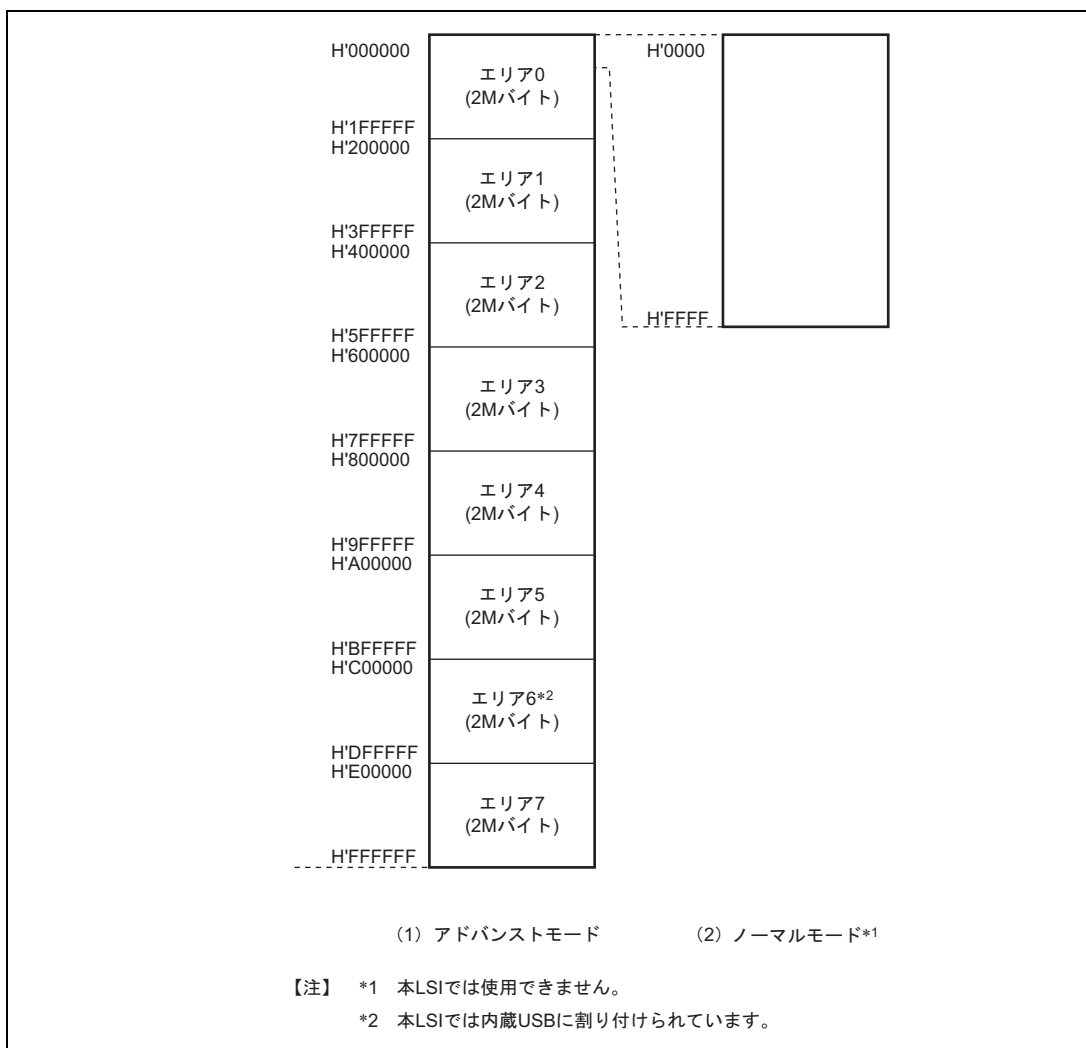 H'000000
エリア0
(2Mバイト)
H'1FFFFF
H'200000
エリア1
(2Mバイト)
H'3FFFFF
H'400000
エリア2
(2Mバイト)
H'5FFFFF
H'600000
エリア3
(2Mバイト)
H'7FFFFF
H'800000
エリア4
(2Mバイト)
H'9FFFFF
H'A00000
エリア5
(2Mバイト)
H'BFFFFF
H'C00000
エリア6*2
(2Mバイト)
H'DFFFFF
H'E00000
エリア7
(2Mバイト)
H'FFFFFF
H'0000
H'FFFF
（1）アドバンストモード
（2）ノーマルモード*1
【注】 *1 本LSIでは使用できません。
*2 本LSIでは内蔵USBに割り付けられています。